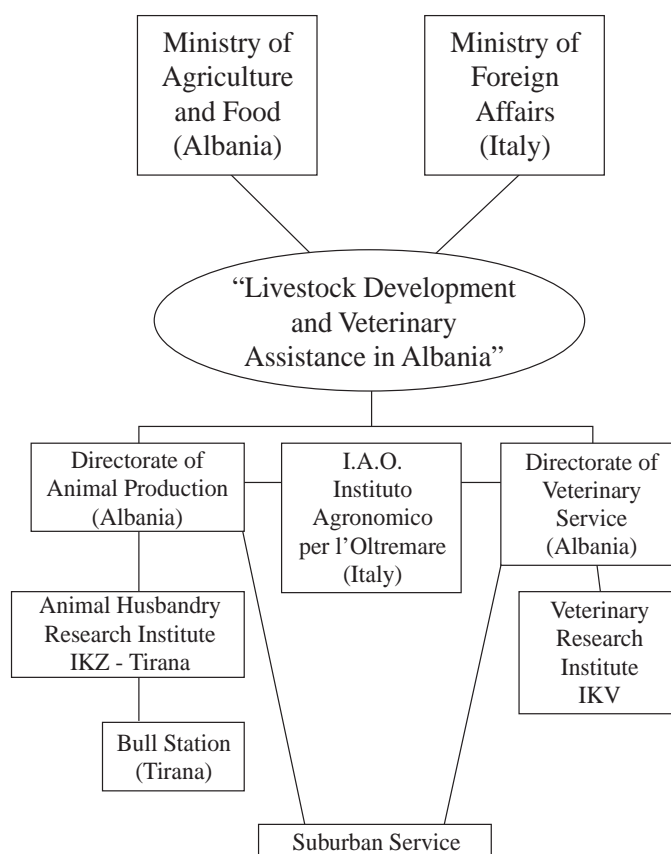 Ministry of
Agriculture
and Food
(Albania)
Ministry of
Foreign
Affairs
(Italy)
“Livestock Development
and Veterinary
Assistance in Albania”
Directorate of
Animal Production
(Albania)
I.A.O.
Instituto
Agronomico
per l’Oltremare
(Italy)
Directorate of
Veterinary
Service
(Albania)
Animal Husbandry
Research Institute
IKZ - Tirana
Veterinary
Research
Institute
IKV
Bull Station
(Tirana)
Suburban Service